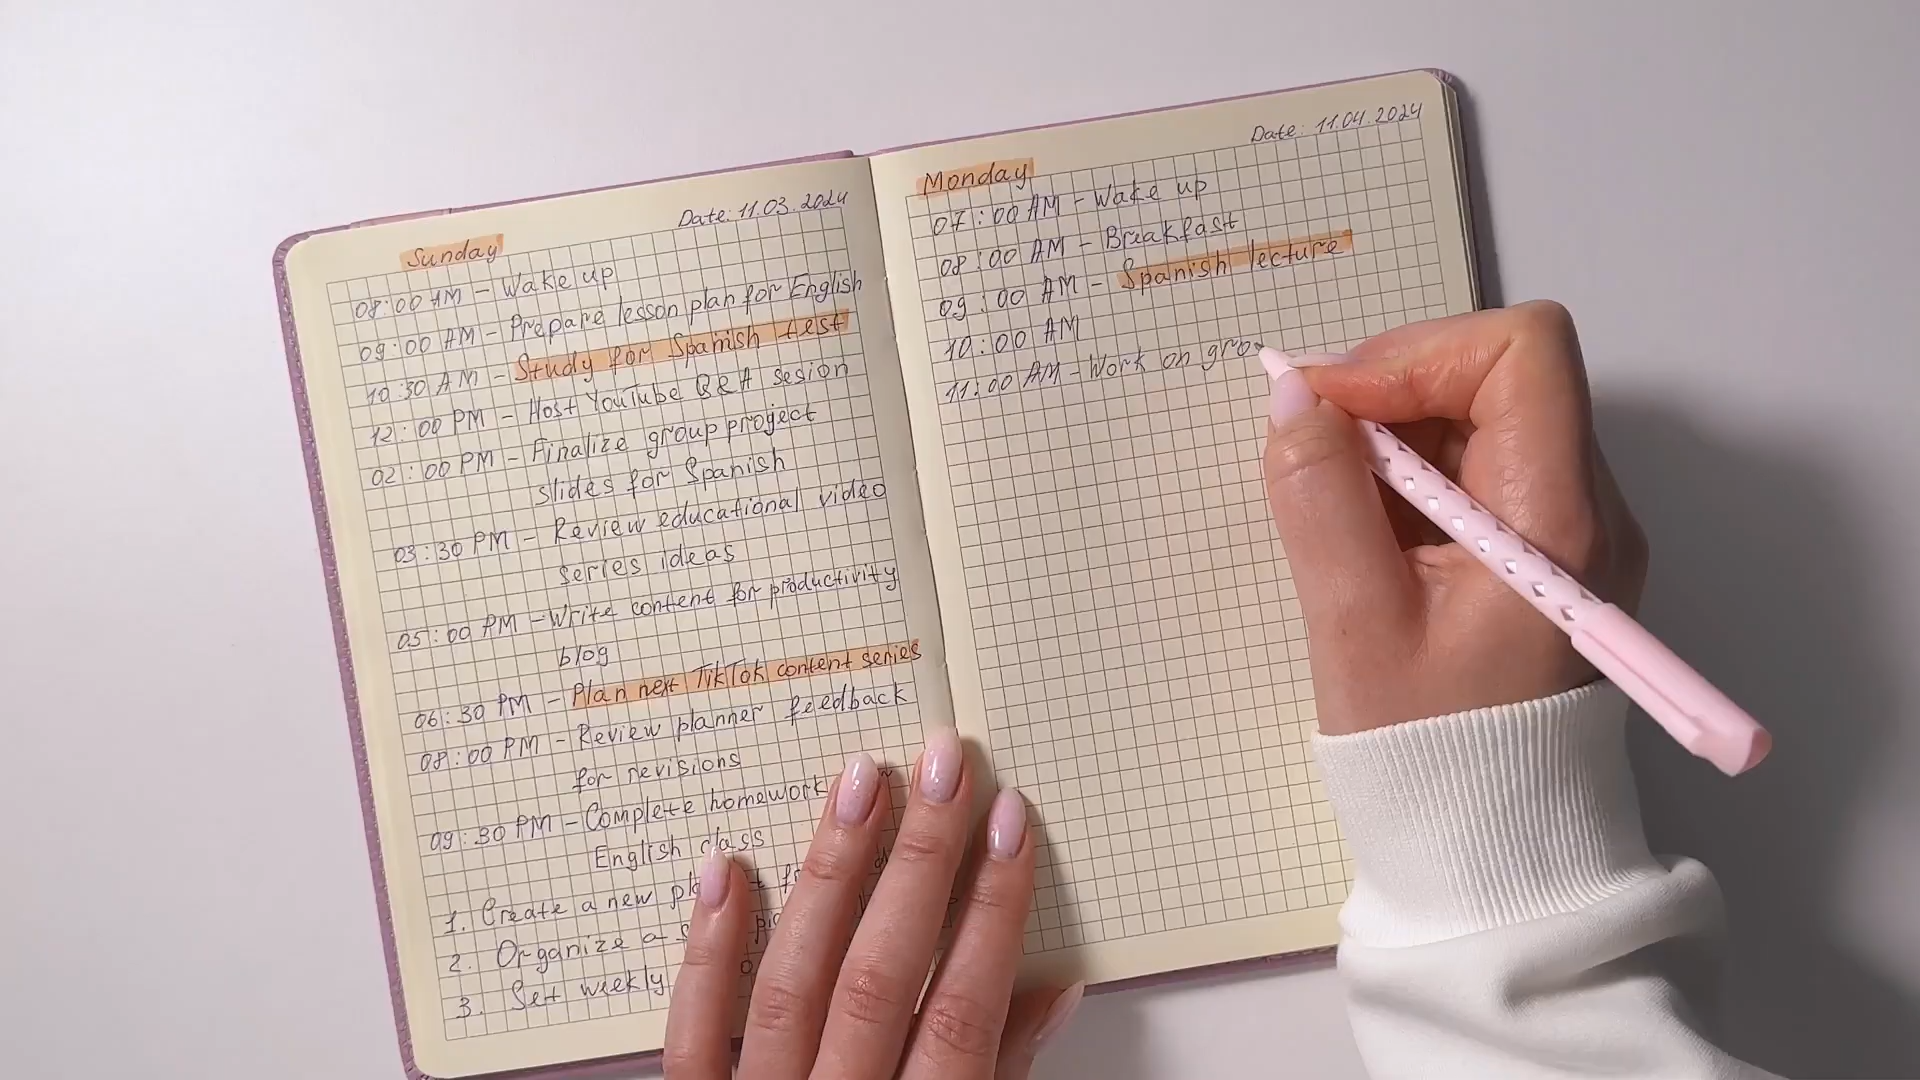 Date: 11.03.2024
Sunday
08:00 AM - Wake up
09:00 AM - Prepare lesson plan for English
10:30 AM - Study for Spanish test
12:00 PM - Host YouTube Q&A sesion
02:00 PM - Finalize group project
slides for Spanish
03:30 PM - Review educational video
series ideas
05:00 PM - Write content for productivity
blog
06:30 PM - Plan next TikTok content series
08:00 PM - Review planner feedback
for revisions
09:30 PM - Complete homework
English class
1. Create a new
2. Organize a
3. Set weekly
Date: 11.04.2024
Monday
07:00 AM - Wake up
08:00 AM - Breakfast
09:00 AM - Spanish lecture
10:00 AM
11:00 AM - Work on gro